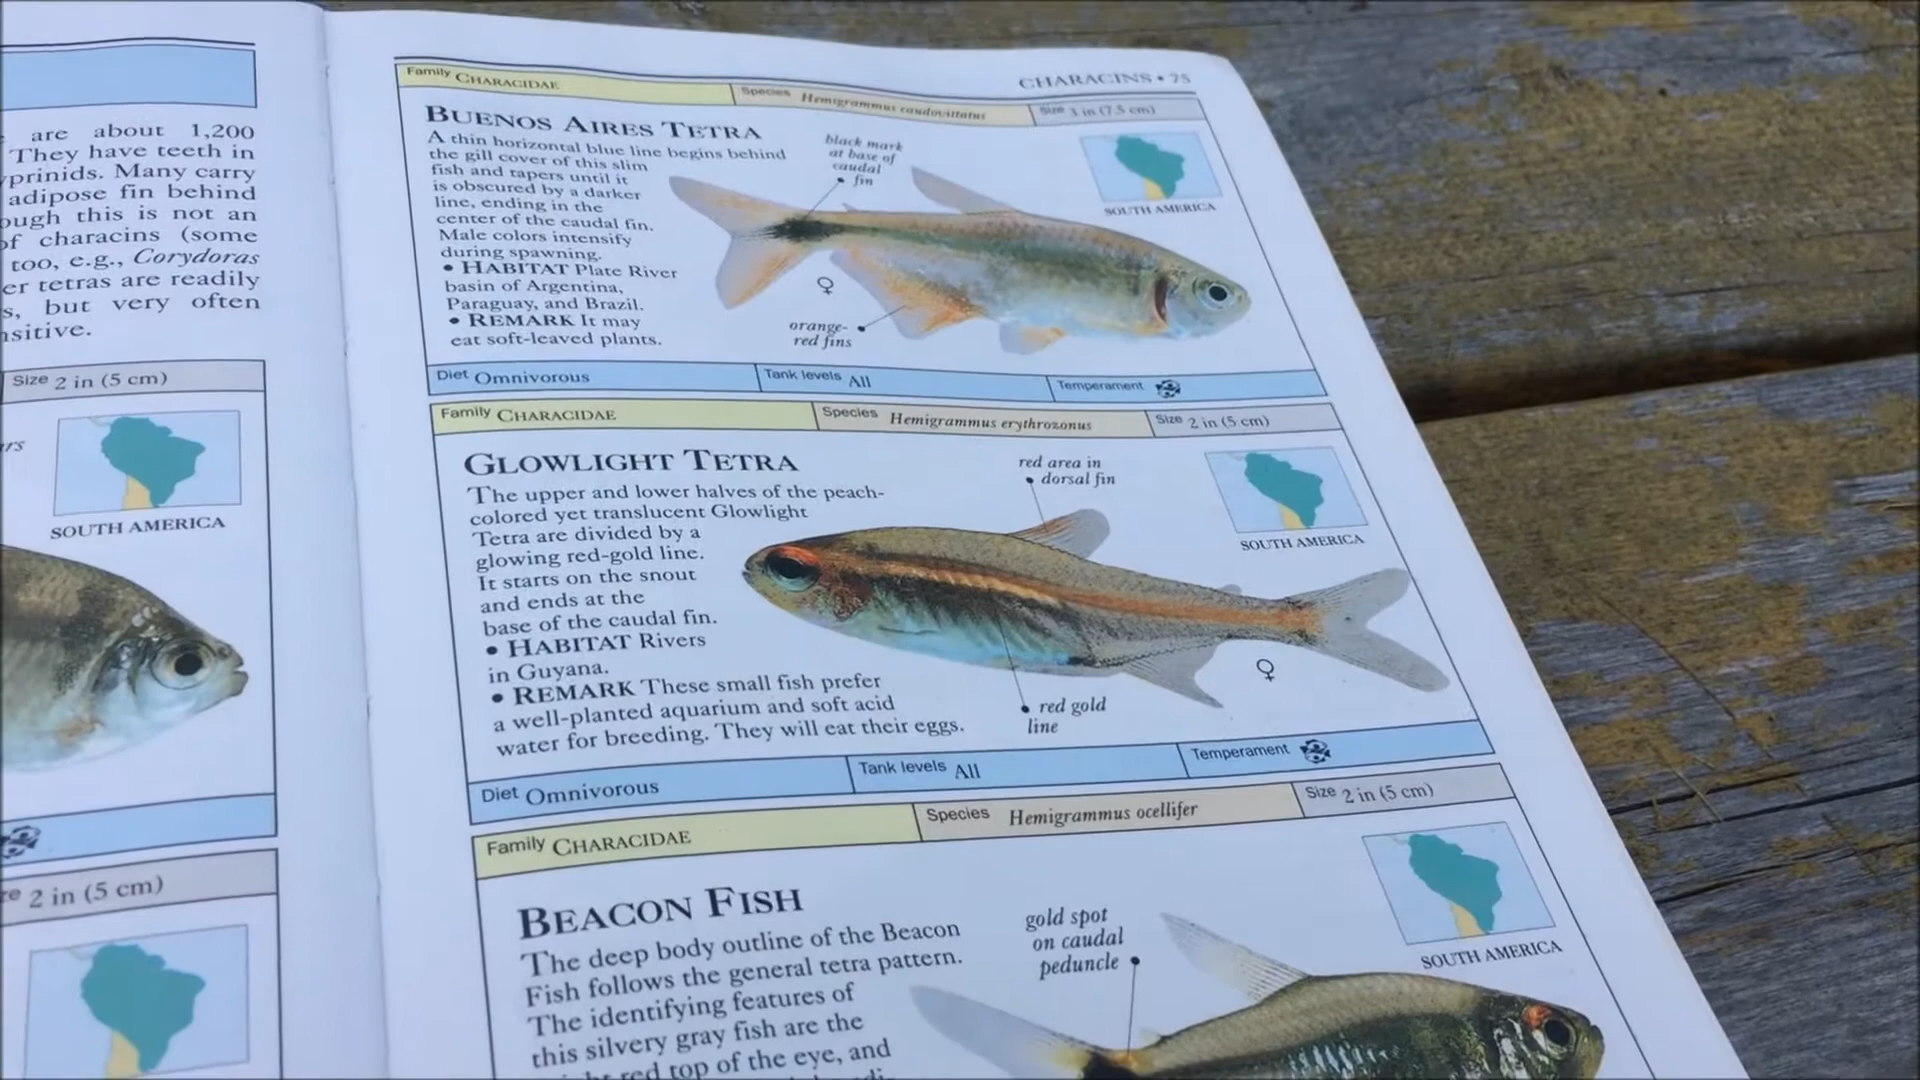 are about 1,200
They have teeth in
yprinids. Many carry
adipose fin behind
ough this is not an
of characins (some
too, e.g., Corydoras
er tetras are readily
s, but very often
nsitive.
Size 2 in (5 cm)
SOUTH AMERICA
2 in (5 cm)
CHARACINS • 75
Family CHARACIDAE
Species Hemigrammus caudovittatus
Size 3 in (7.5 cm)
BUENOS AIRES TETRA
A thin horizontal blue line begins behind
the gill cover of this slim
fish and tapers until it
is obscured by a darker
line, ending in the
center of the caudal fin.
Male colors intensify
during spawning.
• HABITAT Plate River
basin of Argentina,
Paraguay, and Brazil.
• REMARK It may
eat soft-leaved plants.
black mark
at base of
caudal
fin
♀
orange-
red fins
SOUTH AMERICA
Diet Omnivorous
Tank levels All
Temperament
Family CHARACIDAE
Species Hemigrammus erythrozonus
Size 2 in (5 cm)
GLOWLIGHT TETRA
The upper and lower halves of the peach-
colored yet translucent Glowlight
Tetra are divided by a
glowing red-gold line.
It starts on the snout
and ends at the
base of the caudal fin.
• HABITAT Rivers
in Guyana.
• REMARK These small fish prefer
a well-planted aquarium and soft acid
water for breeding. They will eat their eggs.
red area in
dorsal fin
red gold
line
♀
SOUTH AMERICA
Diet Omnivorous
Tank levels All
Temperament
Family CHARACIDAE
Species Hemigrammus ocellifer
Size 2 in (5 cm)
BEACON FISH
The deep body outline of the Beacon
Fish follows the general tetra pattern.
The identifying features of
this silvery gray fish are the
red top of the eye, and
gold spot
on caudal
peduncle
SOUTH AMERICA